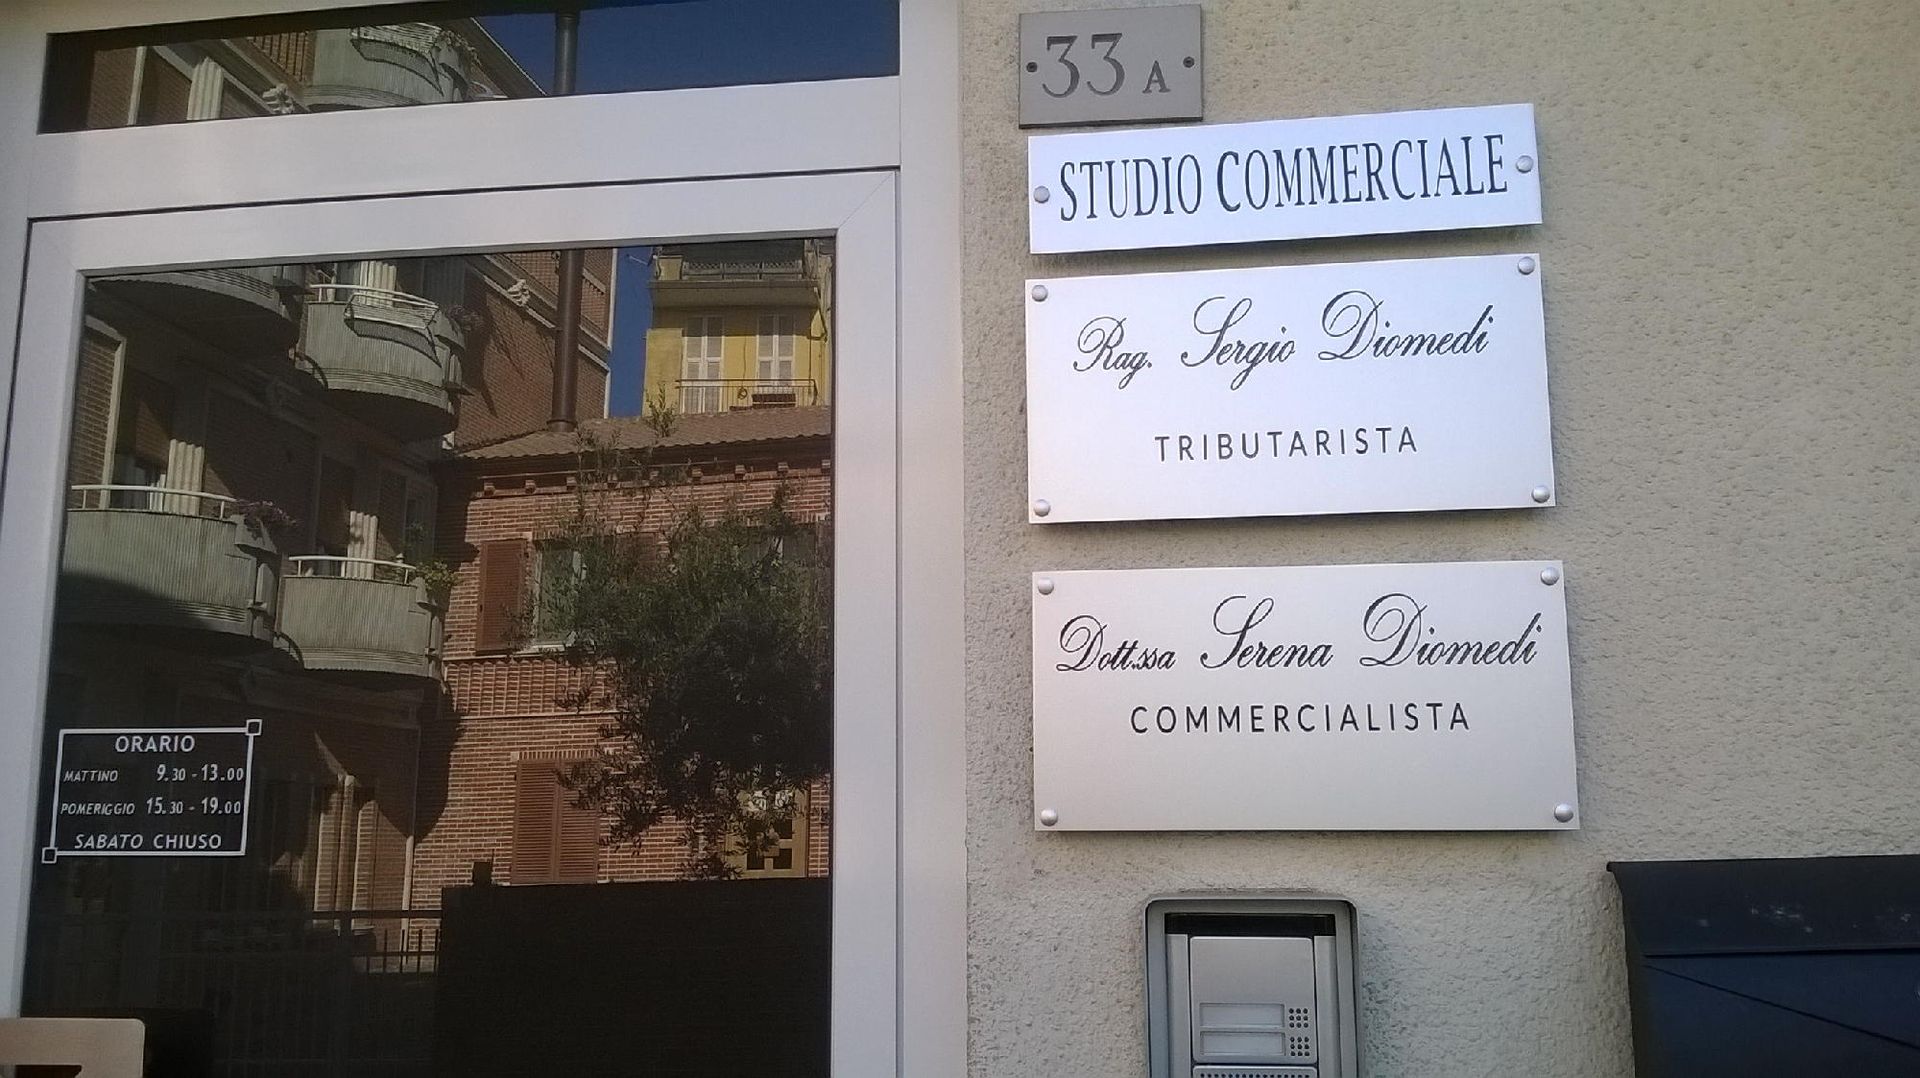 33 A
STUDIO COMMERCIALE
Rag. Sergio Diomedi
TRIBUTARISTA
Dott.ssa Serena Diomedi
COMMERCIALISTA
ORARIO
MATTINO 9.30 - 13.00
POMERIGGIO 15.30 - 19.00
SABATO CHIUSO